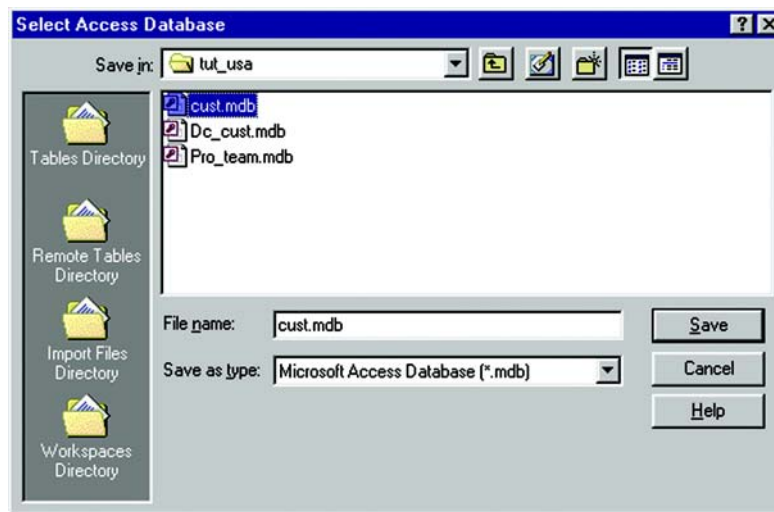 Select Access Database
Save in:
tut_usa
Tables Directory
Remote Tables
Directory
Import Files
Directory
Workspaces
Directory
cust.mdb
Dc_cust.mdb
Pro_team.mdb
File name:
cust.mdb
Save
Save as type:
Microsoft Access Database (*.mdb)
Cancel
Help